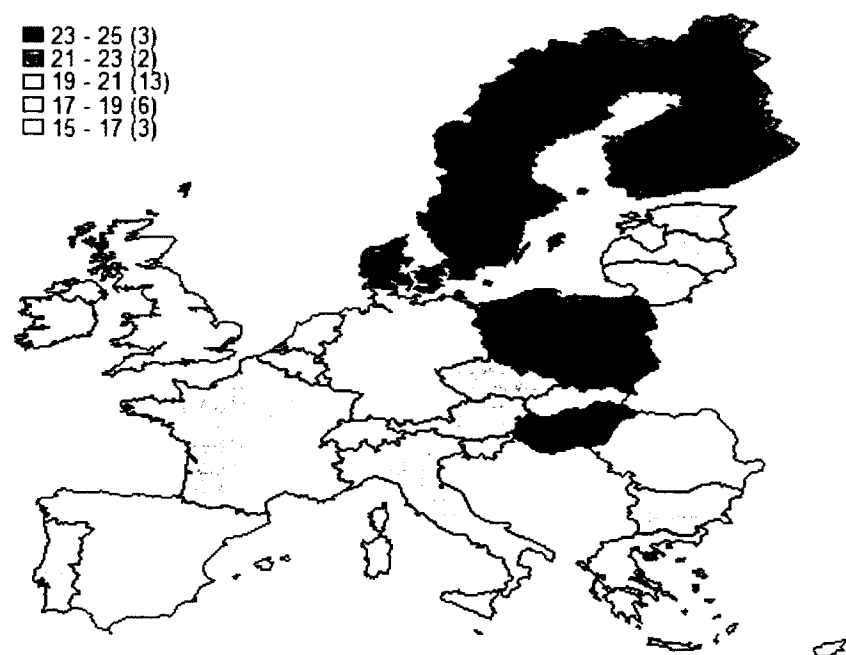 23 - 25 (3)
21 - 23 (2)
19 - 21 (13)
17 - 19 (6)
15 - 17 (3)